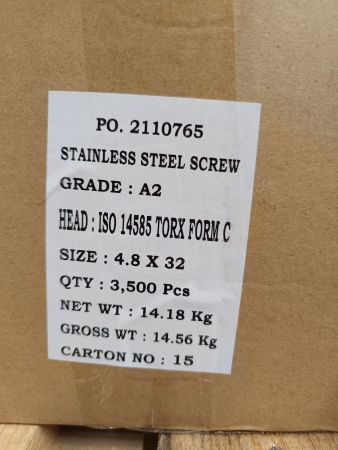 PO. 2110765
STAINLESS STEEL SCREW
GRADE : A2
HEAD : ISO 14585 TORX FORM C
SIZE : 4.8 X 32
QTY : 3,500 Pcs
NET WT : 14.18 Kg
GROSS WT : 14.56 Kg
CARTON NO : 15